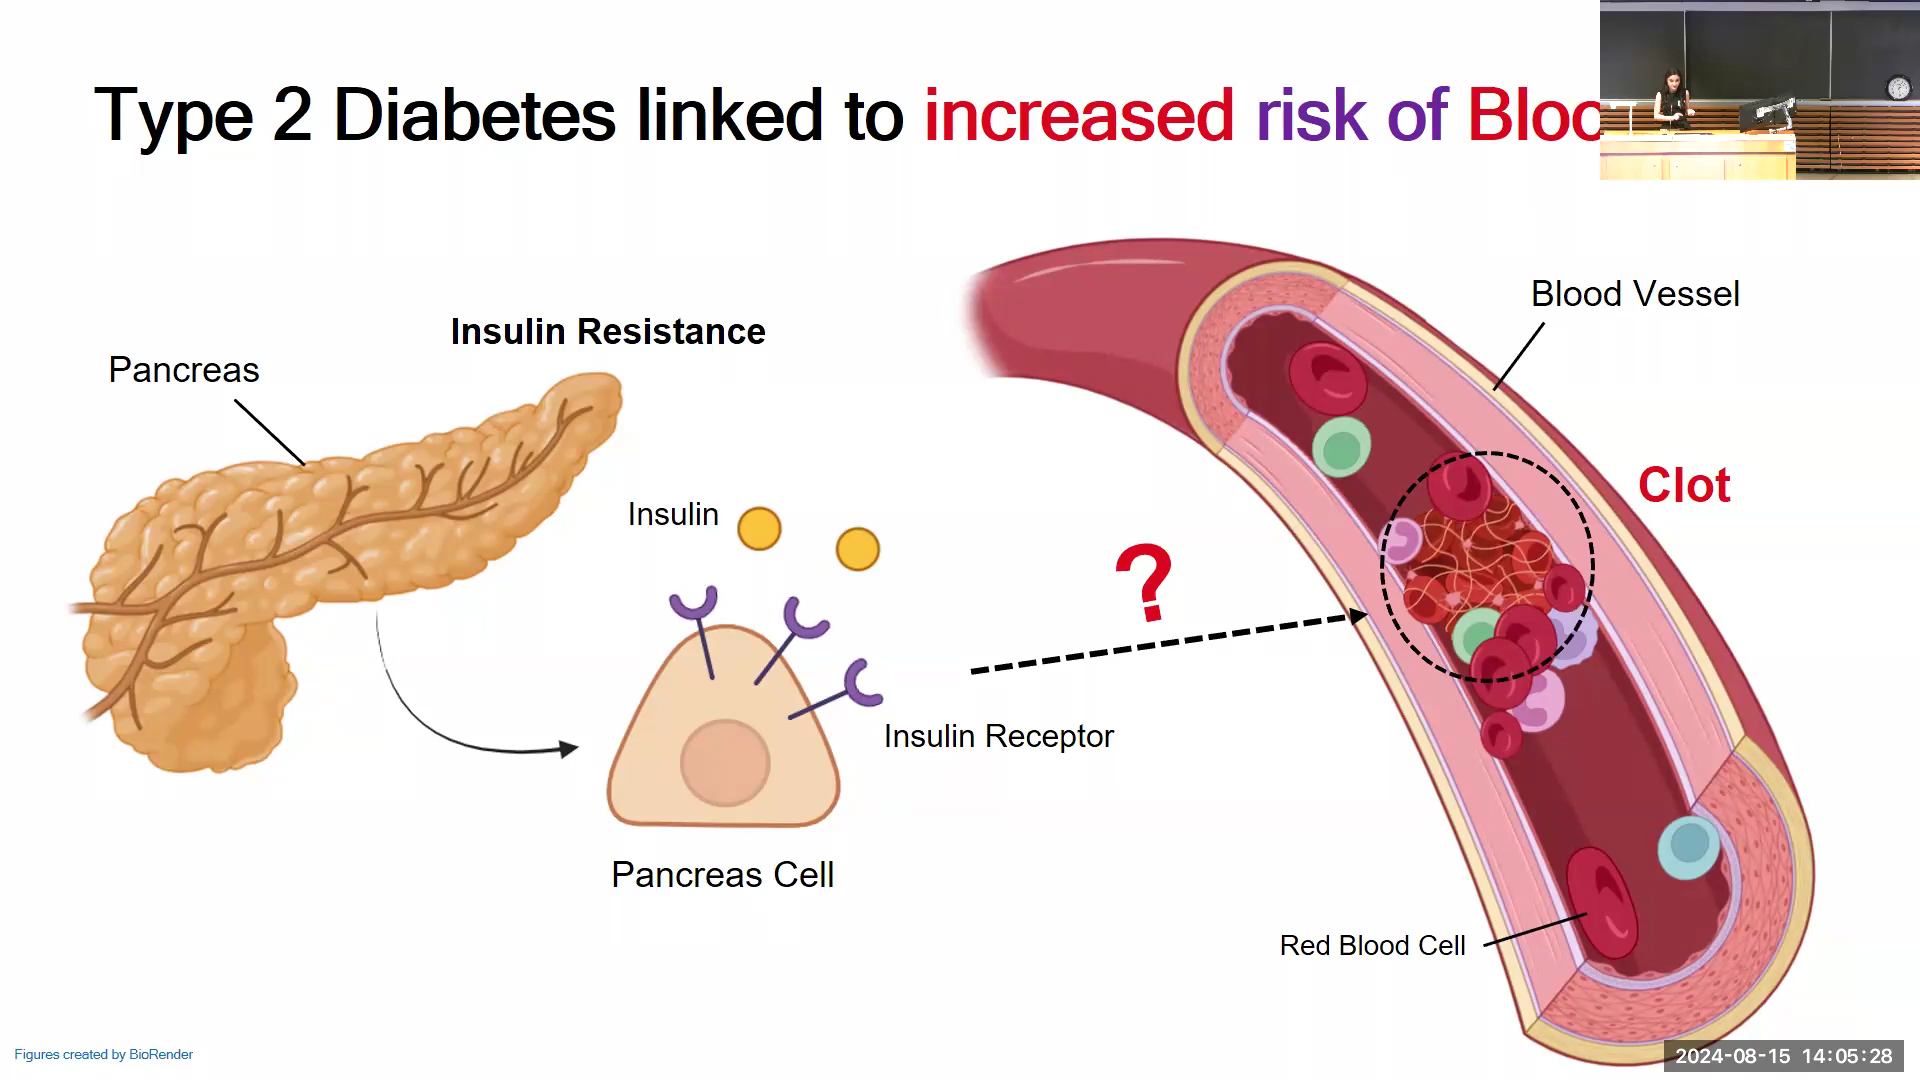 Type 2 Diabetes linked to increased risk of
Insulin Resistance
Pancreas
Insulin
Insulin Receptor
Pancreas Cell
?
Blood Vessel
Clot
Red Blood Cell
Figures created by BioRender
2024-08-15 14:05:28